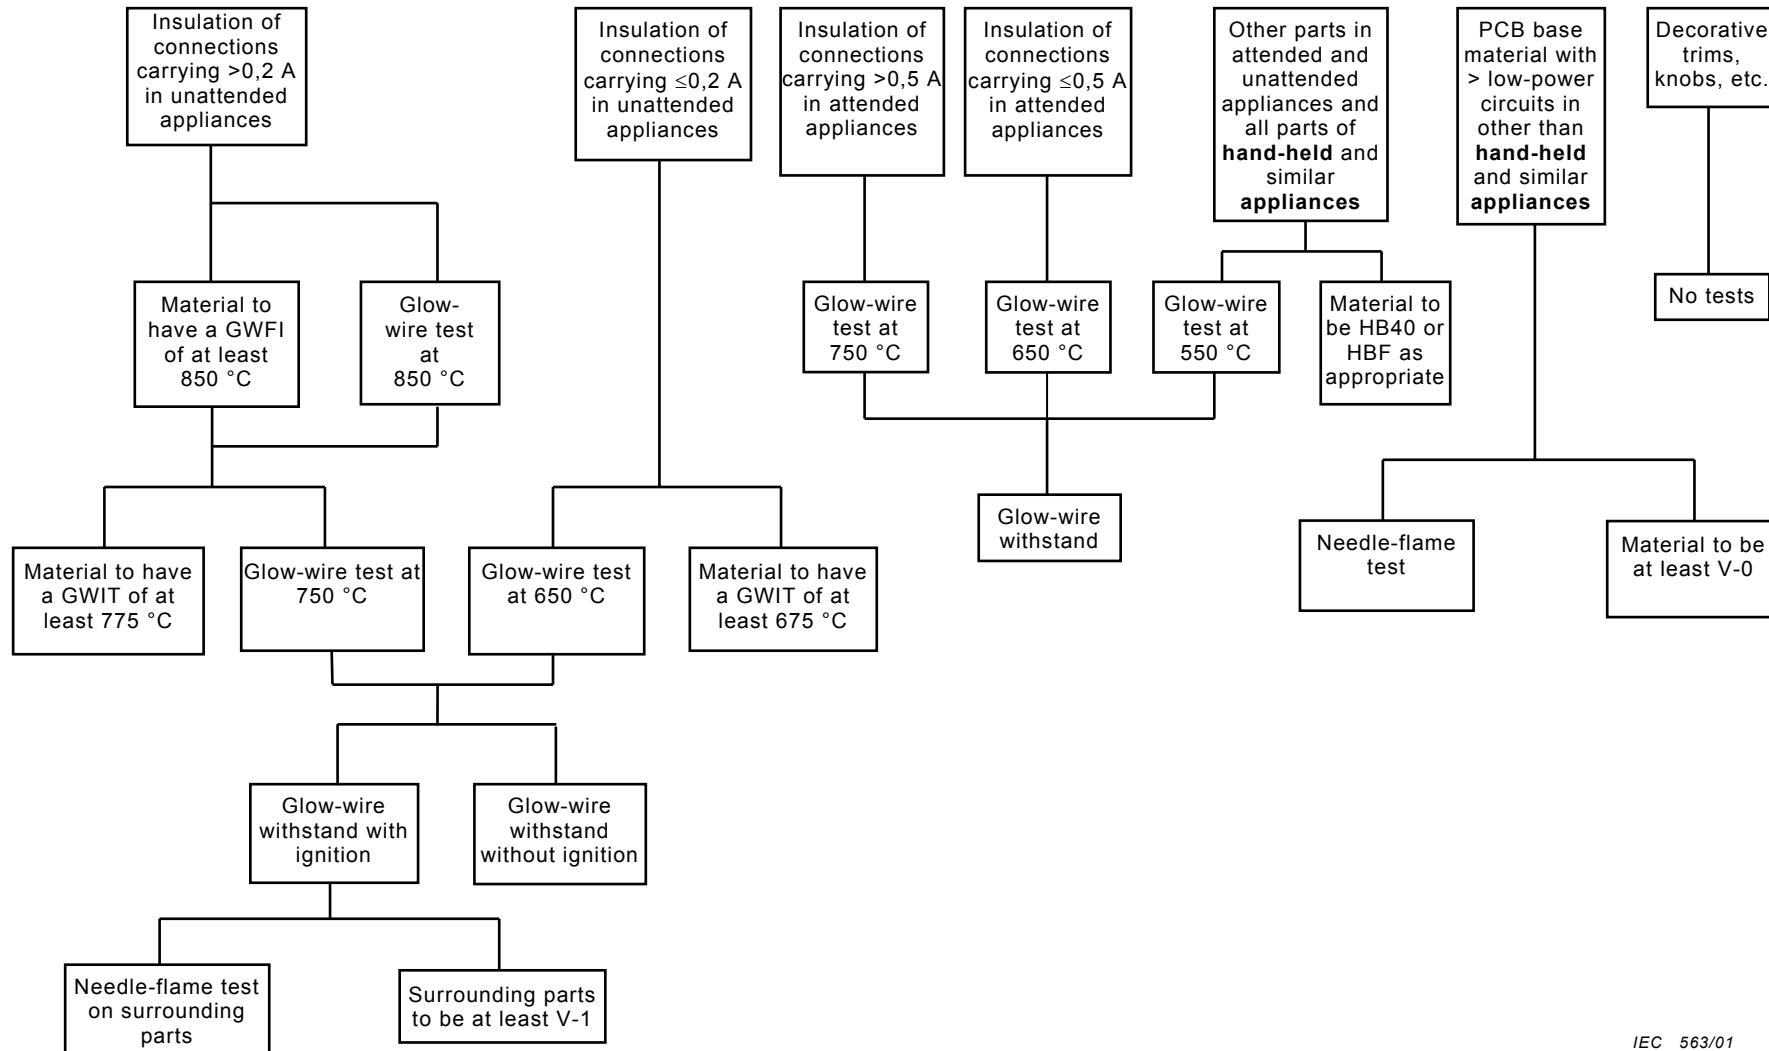 Insulation of
connections
carrying >0,2 A
in unattended
appliances
Insulation of
connections
carrying ≤0,2 A
in unattended
appliances
Insulation of
connections
carrying >0,5 A
in attended
appliances
Insulation of
connections
carrying ≤0,5 A
in attended
appliances
Other parts in
attended and
unattended
appliances and
all parts of
hand-held and
similar
appliances
PCB base
material with
> low-power
circuits in
other than
hand-held
and similar
appliances
Decorative
trims,
knobs, etc.
Material to
have a GWFI
of at least
850 °C
Glow-
wire test
at
850 °C
Glow-wire
test at
750 °C
Glow-wire
test at
650 °C
Glow-wire
test at
550 °C
Material to
be HB40 or
HBF as
appropriate
No tests
Material to have
a GWIT of at
least 775 °C
Glow-wire test at
750 °C
Glow-wire test
at 650 °C
Material to have
a GWIT of at
least 675 °C
Glow-wire
withstand
Needle-flame
test
Material to be
at least V-0
Glow-wire
withstand with
ignition
Glow-wire
withstand
without ignition
Needle-flame test
on surrounding
parts
Surrounding parts
to be at least V-1
IEC 563/01